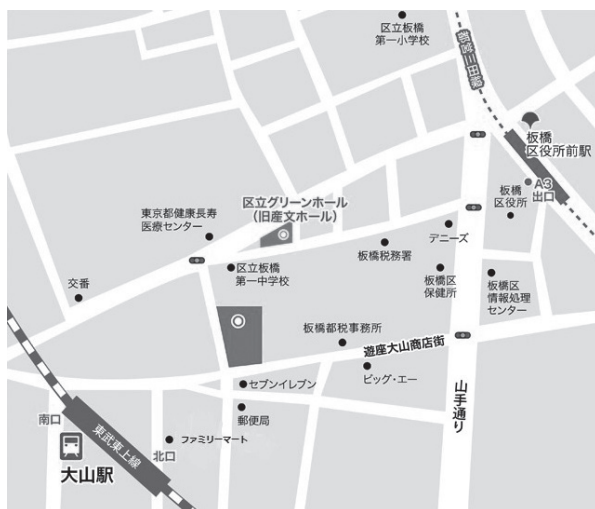 区立板橋
第一小学校
都営三田線
板橋
区役所前駅
A3
出口
板橋
区役所
区立グリーンホール
(旧産文ホール)
東京都健康長寿
医療センター
デニーズ
板橋税務署
区立板橋
第一中学校
板橋区
保健所
板橋区
情報処理
センター
交番
板橋都税事務所
遊座大山商店街
ビッグ・エー
セブンイレブン
山手通り
郵便局
南口
東武東上線
北口
ファミリーマート
大山駅